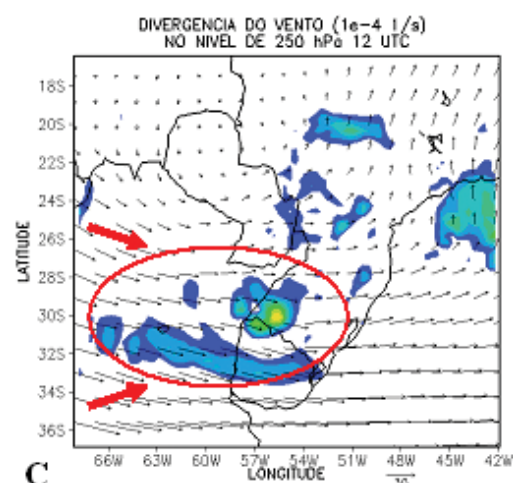 DIVERGENCIA DO VENTO (1e-4 1/s)
NO NIVEL DE 250 hPa 12 UTC
LATITUDE
18S
20S
22S
24S
26S
28S
30S
32S
34S
36S
66W 63W 60W 57W 54W 51W 48W 45W 42W
C
LONGITUDE